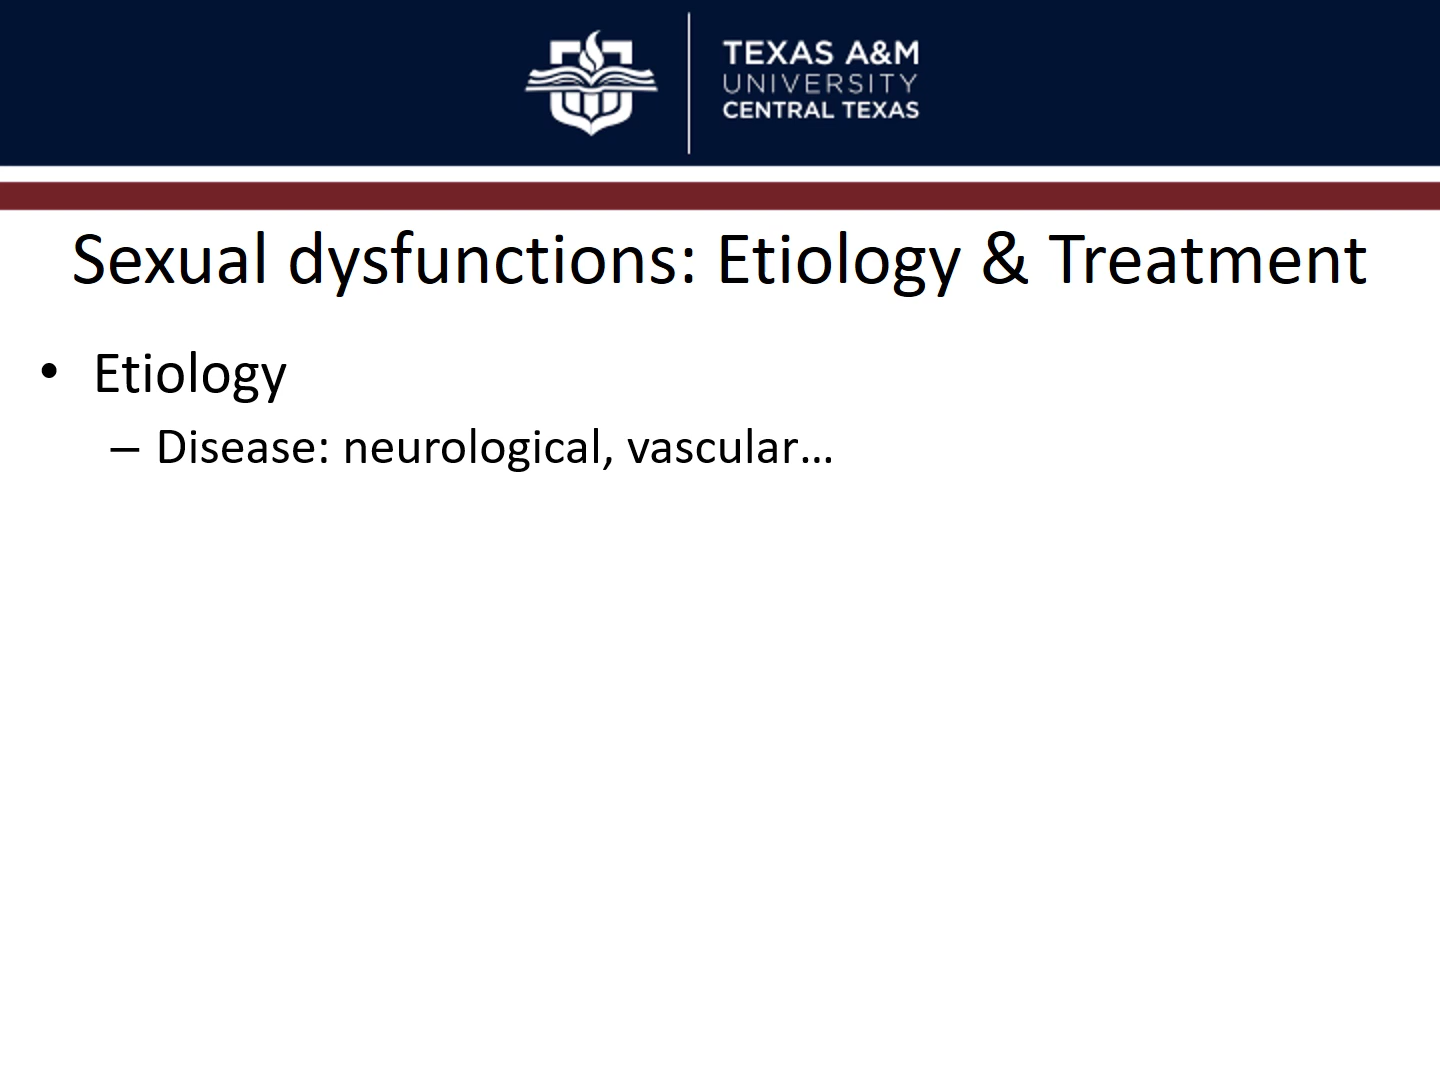 TEXAS A&M
UNIVERSITY
CENTRAL TEXAS
Sexual dysfunctions: Etiology & Treatment
• Etiology
– Disease: neurological, vascular…